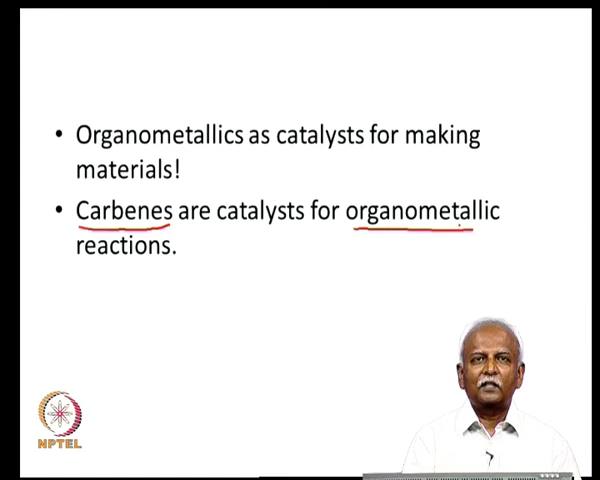 • Organometallics as catalysts for making
materials!
• Carbenes are catalysts for organometallic
reactions.
NPTEL